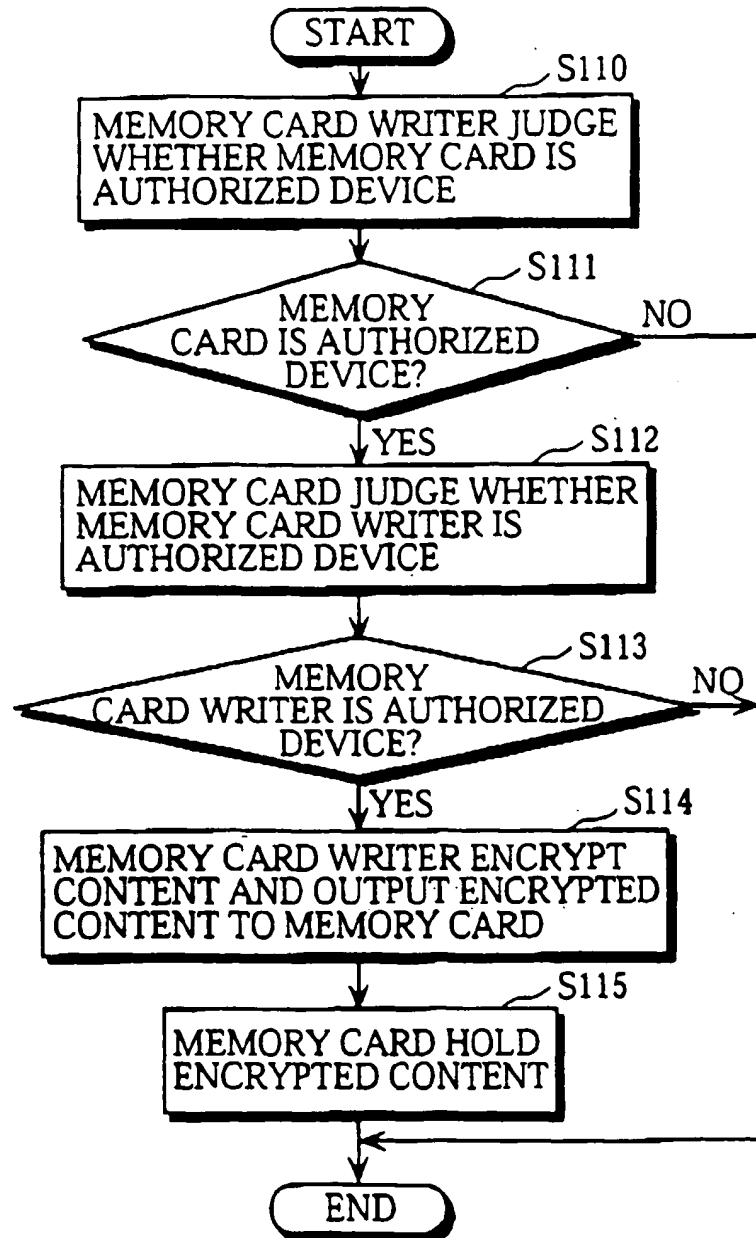 START
S110
MEMORY CARD WRITER JUDGE
WHETHER MEMORY CARD IS
AUTHORIZED DEVICE
S111
MEMORY
CARD IS AUTHORIZED
DEVICE?
NO
YES
S112
MEMORY CARD JUDGE WHETHER
MEMORY CARD WRITER IS
AUTHORIZED DEVICE
S113
MEMORY
CARD WRITER IS AUTHORIZED
DEVICE?
NO
YES
S114
MEMORY CARD WRITER ENCRYPT
CONTENT AND OUTPUT ENCRYPTED
CONTENT TO MEMORY CARD
S115
MEMORY CARD HOLD
ENCRYPTED CONTENT
END